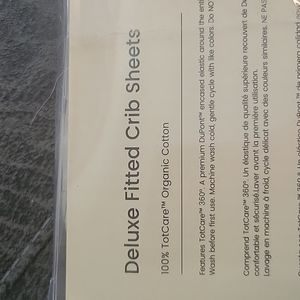 Deluxe Fitted Crib Sheets
100% TotCare™ Organic Cotton
Features TotCare™ 360°. A premium DuPont™ encased elastic around the enti
Wash before first use. Machine wash cold, gentle cycle with like colors. Do NO
Comprend TotCare™ 360°. Un élastique de qualité supérieure recouvert de Du
confortable et sécurisé.Laver avant la première utilisation.
Lavage en machine à froid, cycle délicat avec des couleurs similaires. NE PAS